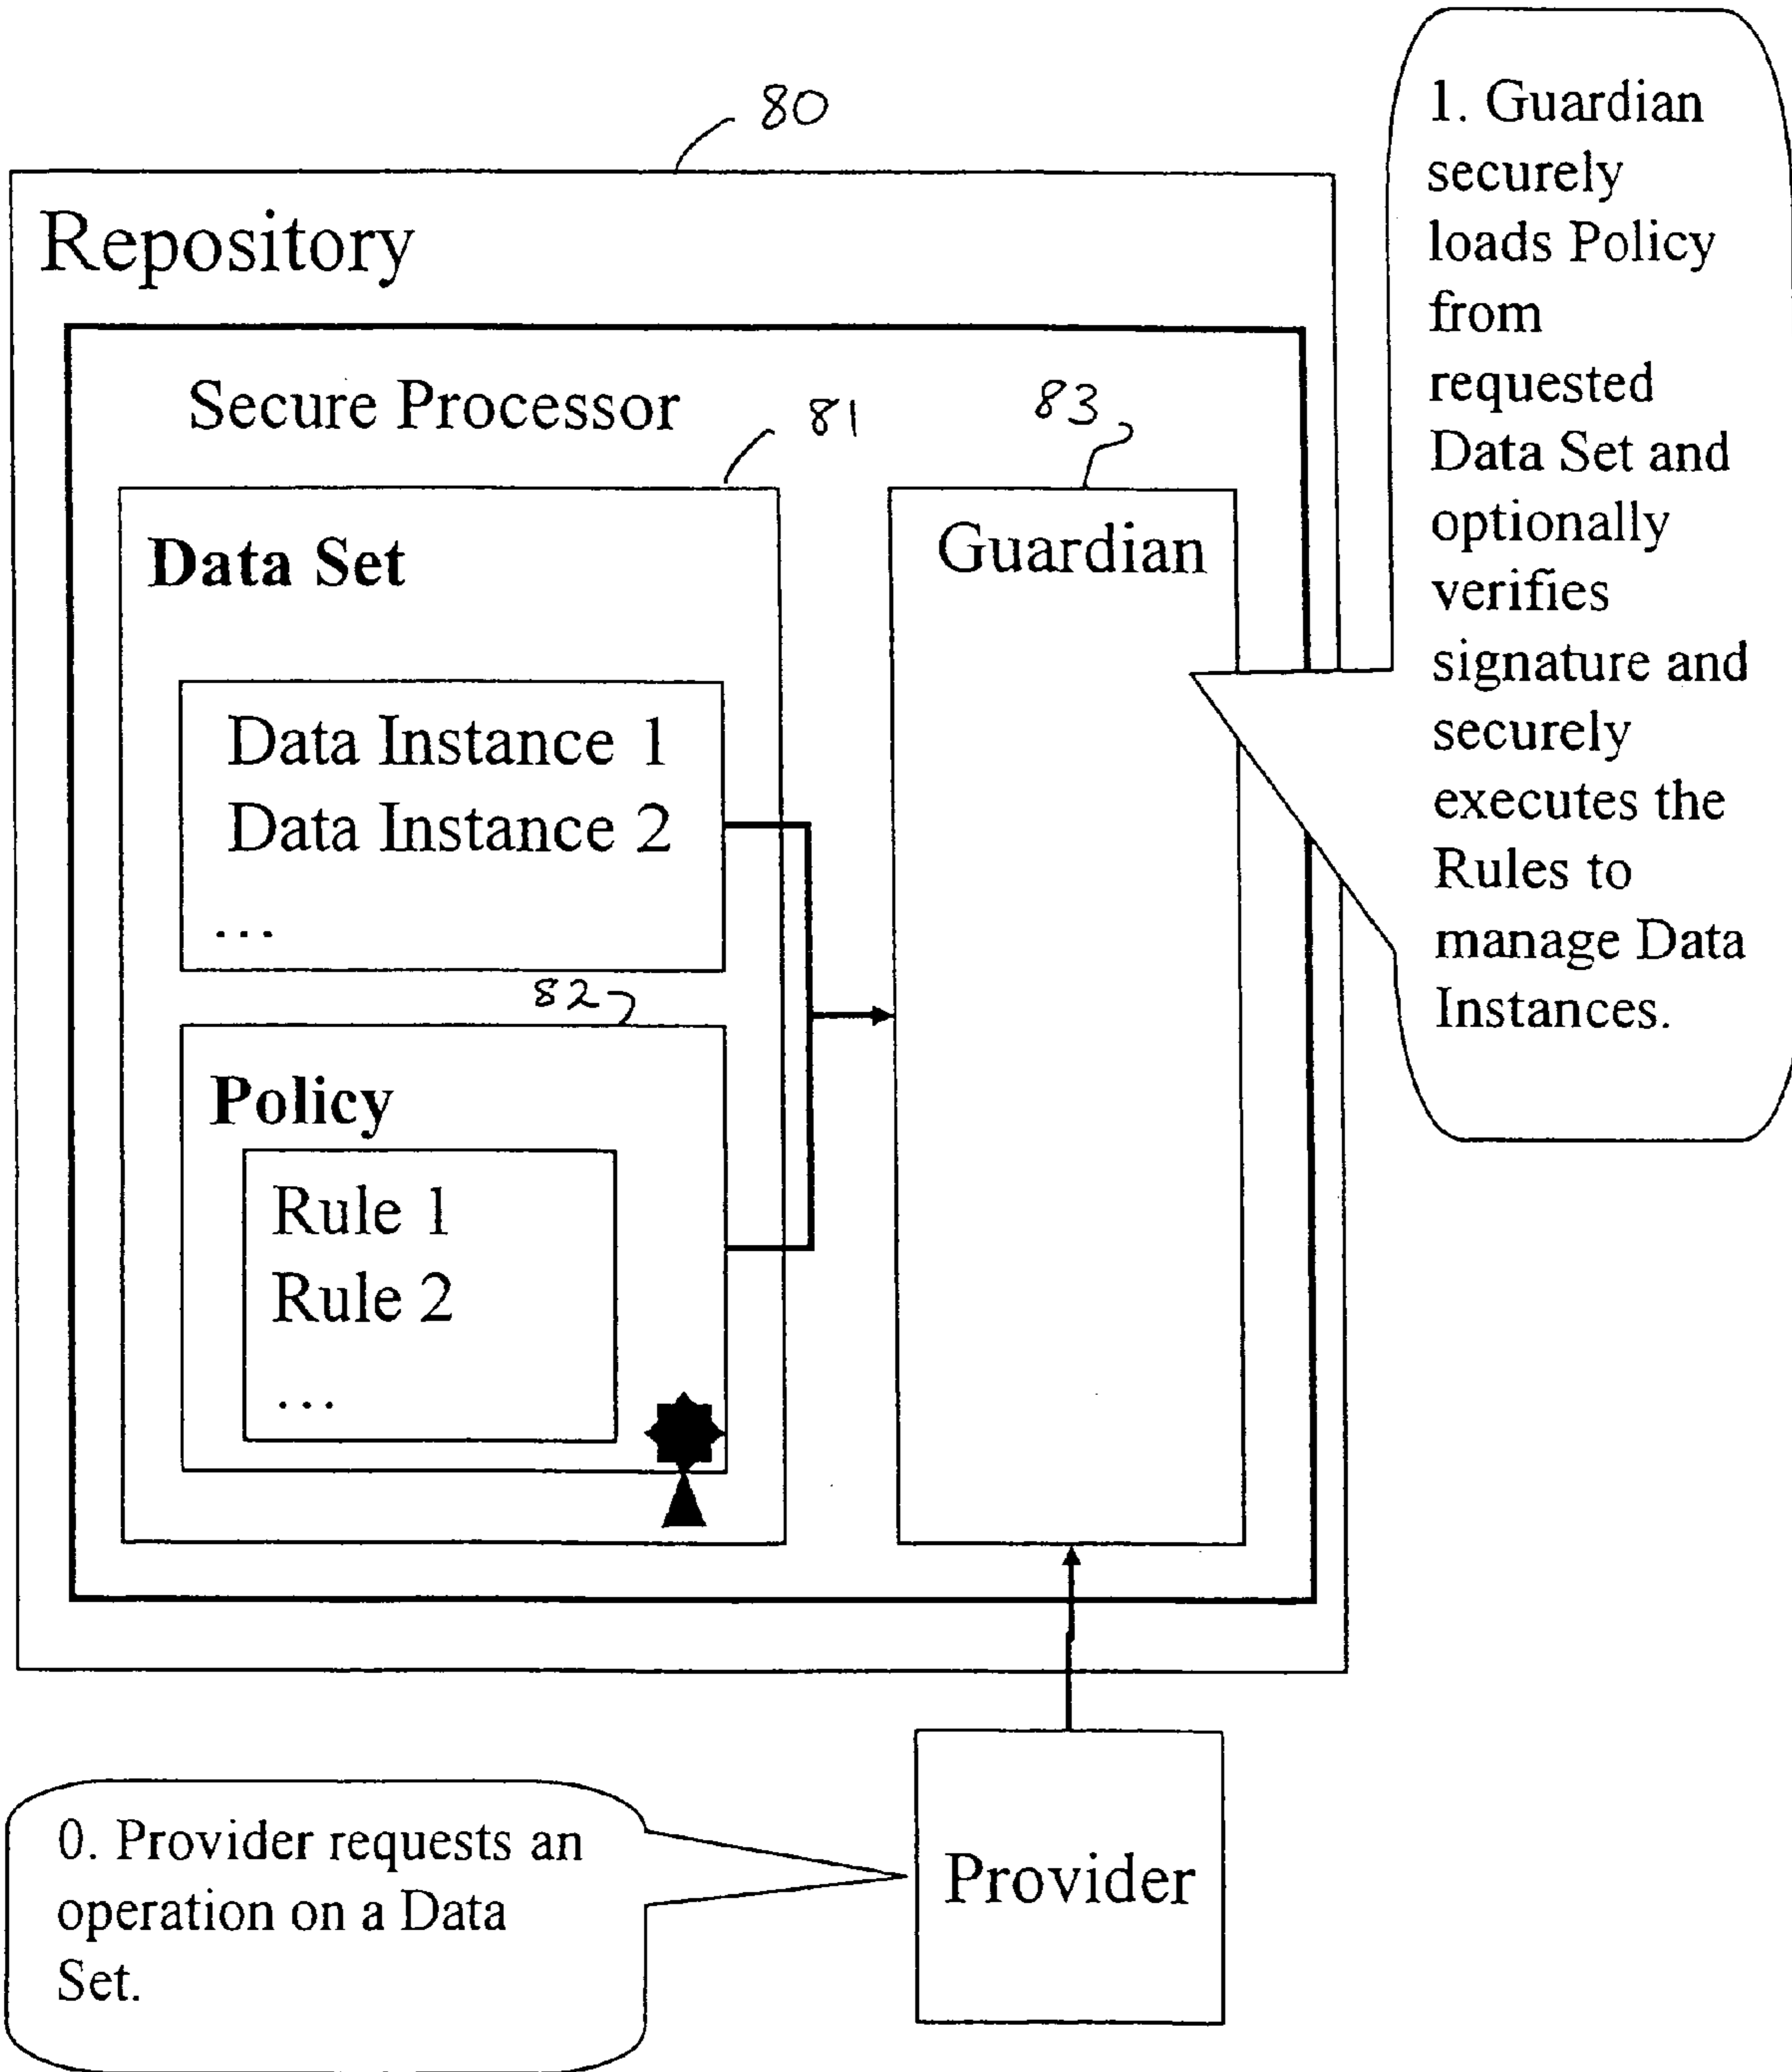 80
Repository
Secure Processor
81
83
Data Set
Guardian
Data Instance 1
Data Instance 2
...
82
Policy
Rule 1
Rule 2
...
1. Guardian
securely
loads Policy
from
requested
Data Set and
optionally
verifies
signature and
securely
executes the
Rules to
manage Data
Instances.
0. Provider requests an
operation on a Data
Set.
Provider